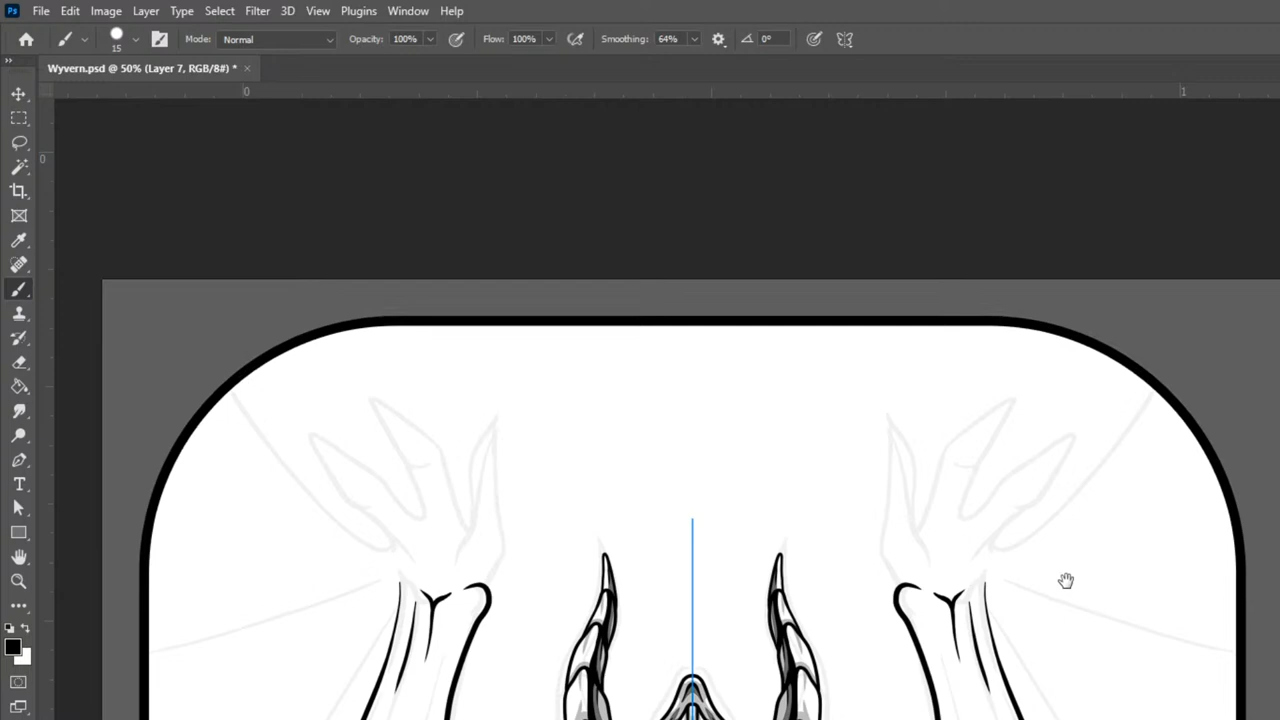 Ps File Edit Image Layer Type Select Filter 3D View Plugins Window Help
15 Mode: Normal Opacity: 100% Flow: 100% Smoothing: 64% 0°
Wyvern.psd @ 50% (Layer 7, RGB/8#) * ×
0 1
0
T